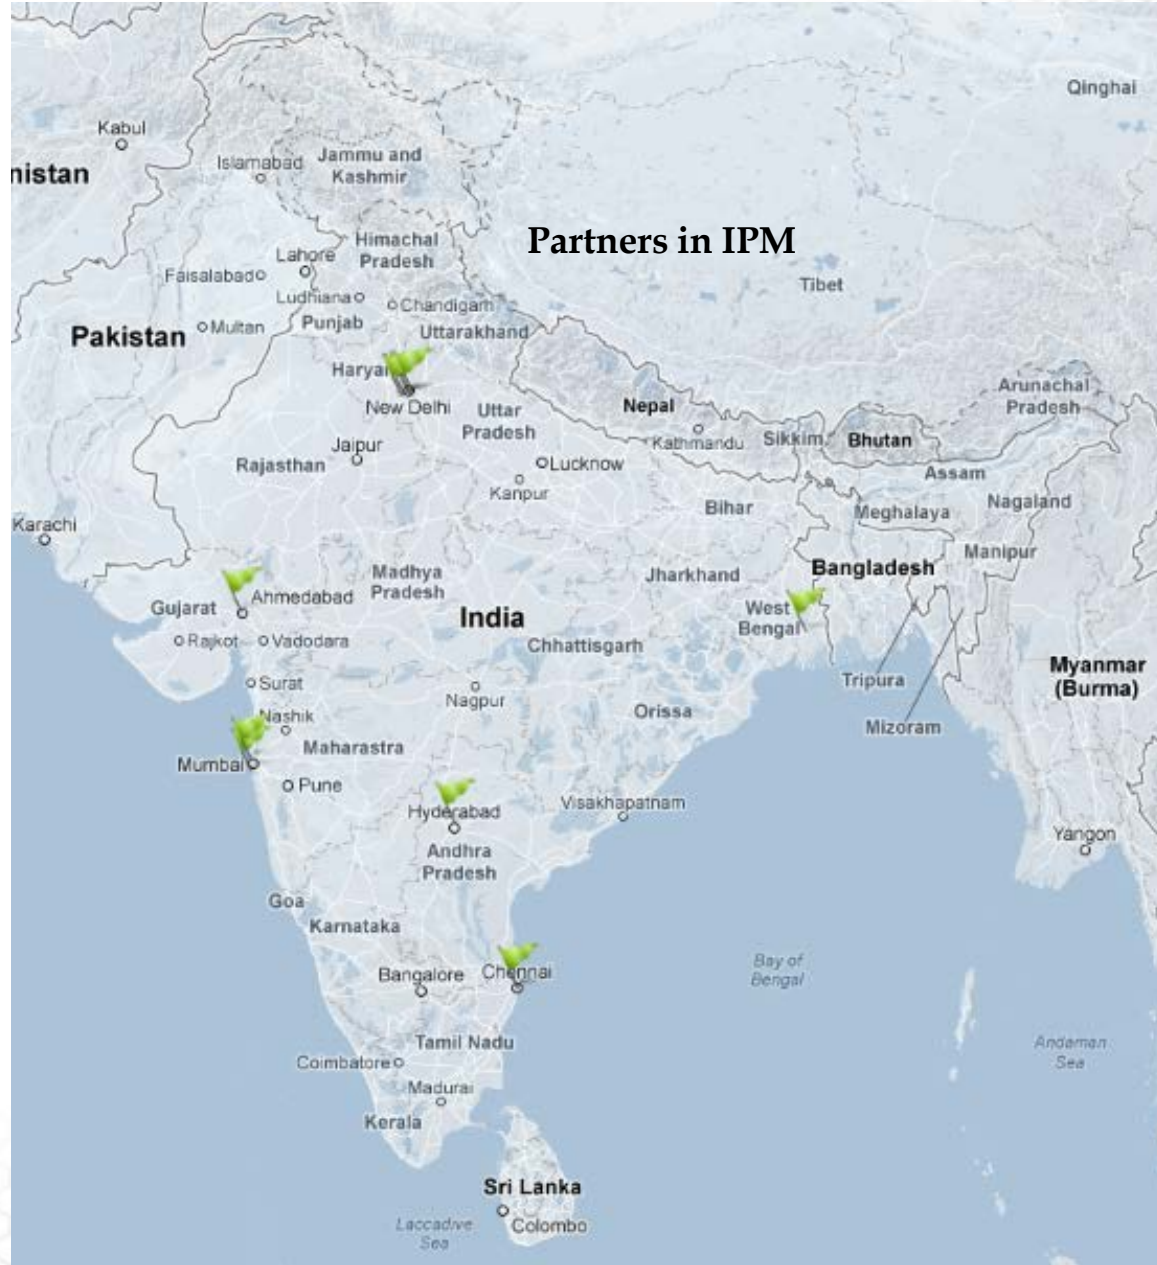 Qinghai
Kabul
nistan
Islamabad
Jammu and
Kashmir
Partners in IPM
Himachal
Pradesh
Lahore
Faisalabad
Tibet
Ludhiana
Chandigarh
Punjab
Multan
Pakistan
Uttarakhand
Haryan
New Delhi
Uttar
Pradesh
Nepal
Kathmandu
Sikkim
Bhutan
Arunachal
Pradesh
Jaipur
Rajasthan
Lucknow
Kanpur
Assam
Nagaland
Meghalaya
Bihar
Karachi
Manipur
Bangladesh
Madhya
Pradesh
Jharkhand
Ahmedabad
Gujarat
India
West
Bengal
Rajkot
Vadodara
Chhattisgarh
Myanmar
(Burma)
Surat
Nagpur
Tripura
Orissa
Mizoram
Nashik
Maharastra
Mumbai
Pune
Hyderabad
Visakhapatnam
Andhra
Pradesh
Yangon
Goa
Karnataka
Bangalore
Chennai
Bay of
Bengal
Tamil Nadu
Andaman
Sea
Coimbatore
Madurai
Kerala
Sri Lanka
Colombo
Laccadive
Sea